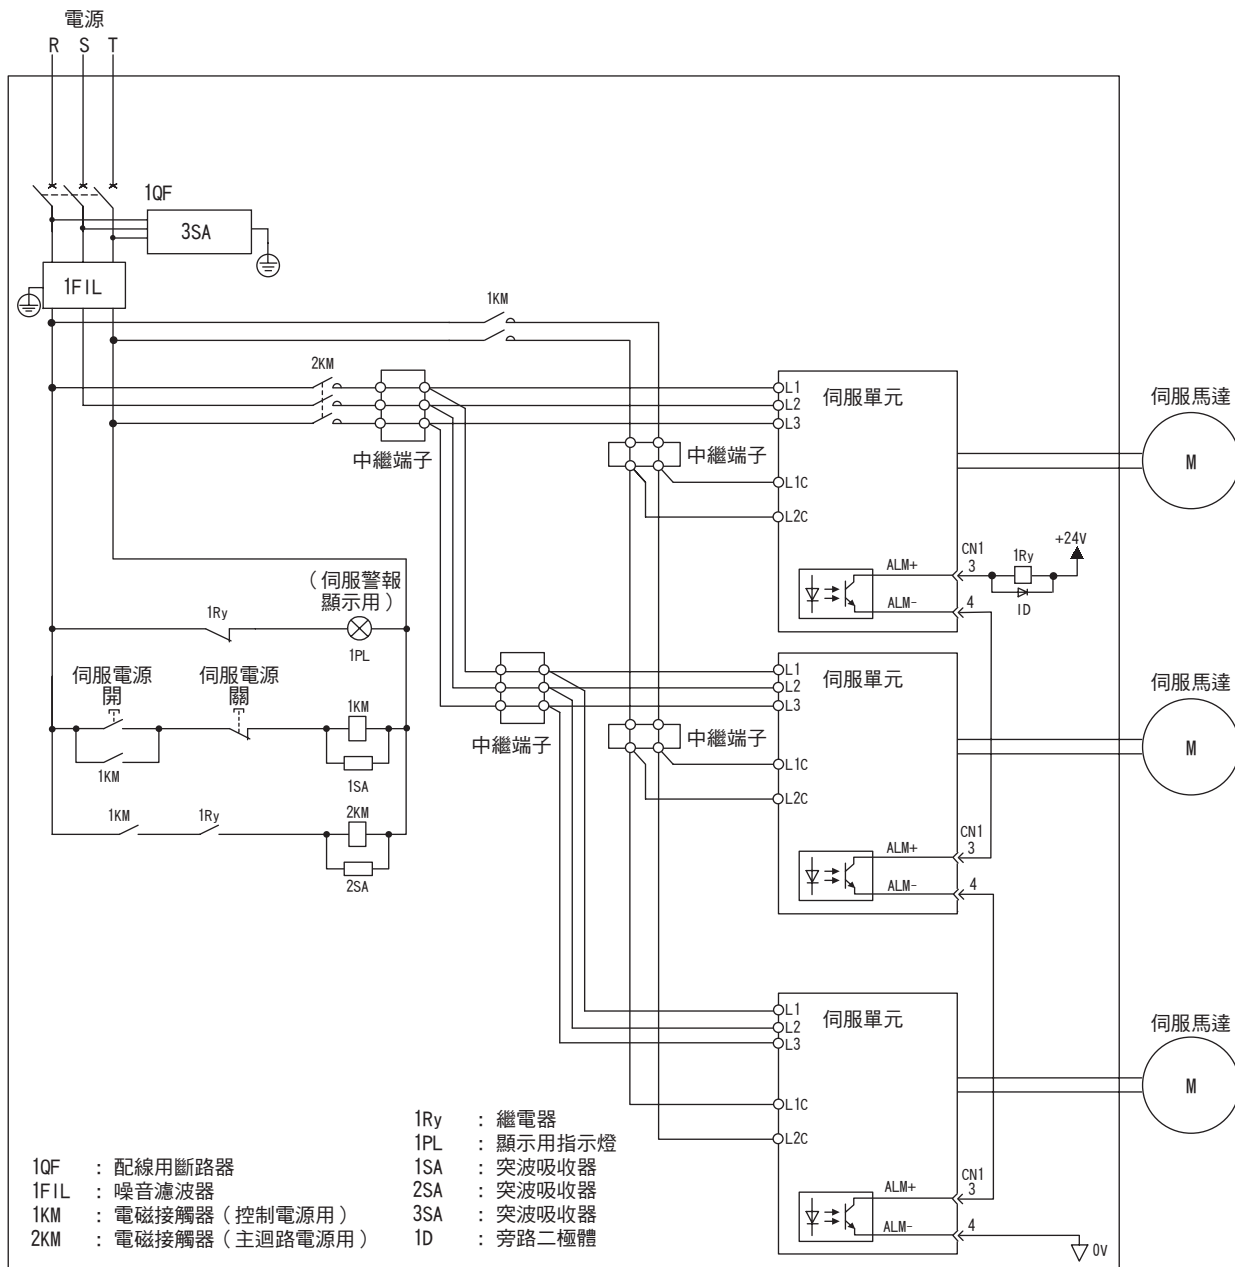 電源
R S T
1QF
3SA
1FIL
1KM
2KM
中繼端子
中繼端子
L1
L2
L3
L1C
L2C
伺服單元
伺服馬達
M
ALM+
ALM-
CN1
3
4
1Ry
+24V
1D
(伺服警報
顯示用)
1Ry
1PL
伺服電源
開
伺服電源
關
1KM
1KM
1SA
1KM
1Ry
2KM
2SA
中繼端子
中繼端子
L1
L2
L3
L1C
L2C
伺服單元
伺服馬達
M
ALM+
ALM-
CN1
3
4
L1
L2
L3
L1C
L2C
伺服單元
伺服馬達
M
ALM+
ALM-
CN1
3
4
0V
1QF : 配線用斷路器
1FIL : 噪音濾波器
1KM : 電磁接觸器(控制電源用)
2KM : 電磁接觸器(主迴路電源用)
1Ry : 繼電器
1PL : 顯示用指示燈
1SA : 突波吸收器
2SA : 突波吸收器
3SA : 突波吸收器
1D : 旁路二極體